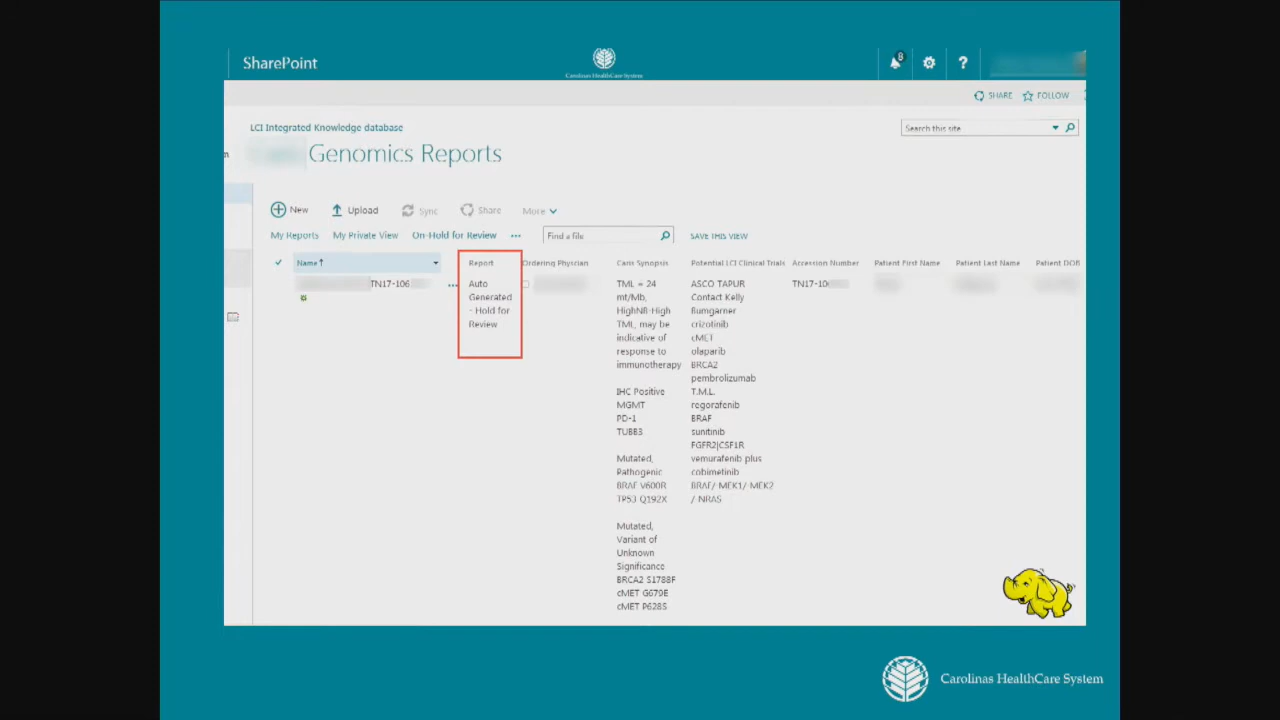 SharePoint
Carolinas HealthCare System
8
?
SHARE
FOLLOW
LCI Integrated Knowledge database
Search this site
Genomics Reports
New
Upload
Sync
Share
More
My Reports
My Private View
On-Hold for Review
...
Find a file
SAVE THIS VIEW
Name
Report
Ordering Physcian
Caris Synopsis
Potential LCI Clinical Trials
Accession Number
Patient First Name
Patient Last Name
Patient DOB
TN17-106
...
Auto
Generated
- Hold for
Review
TML = 24
mt/Mb,
HighNB-High
TML, may be
indicative of
response to
immunotherapy
IHC Positive
MGMT
PD-1
TUBB3
Mutated,
Pathogenic
BRAF V600R
TP53 Q192X
Mutated,
Variant of
Unknown
Significance
BRCA2 S1788F
cMET G679E
cMET P628S
ASCO TAPUR
Contact Kelly
Bumgarner
crizotinib
cMET
olaparib
BRCA2
pembrolizumab
T.M.L.
regorafenib
BRAF
sunitinib
FGFR2|CSF1R
vemurafenib plus
cobimetinib
BRAF/ MEK1/ MEK2
/ NRAS
TN17-10
Carolinas HealthCare System